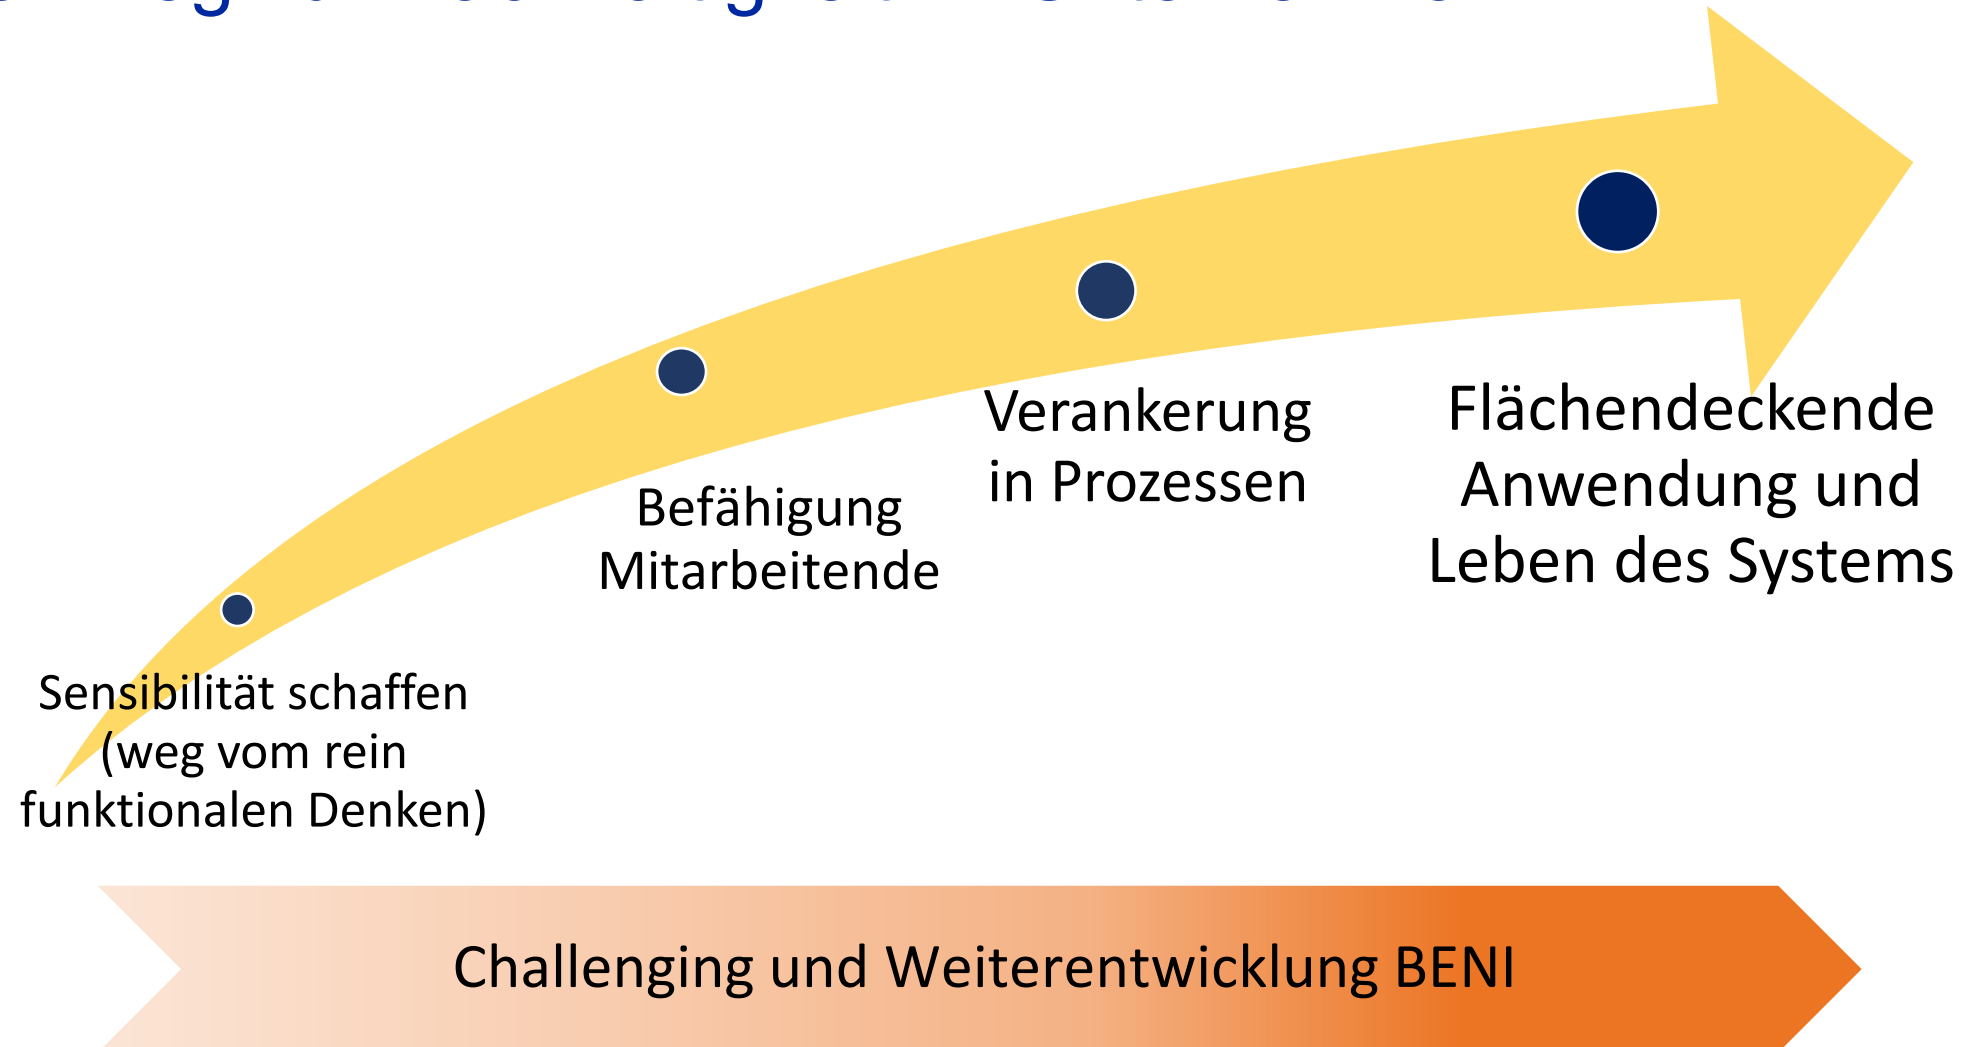 Sensibilität schaffen
(weg vom rein
funktionalen Denken)
Befähigung
Mitarbeitende
Verankerung
in Prozessen
Flächendeckende
Anwendung und
Leben des Systems
Challenging und Weiterentwicklung BENI